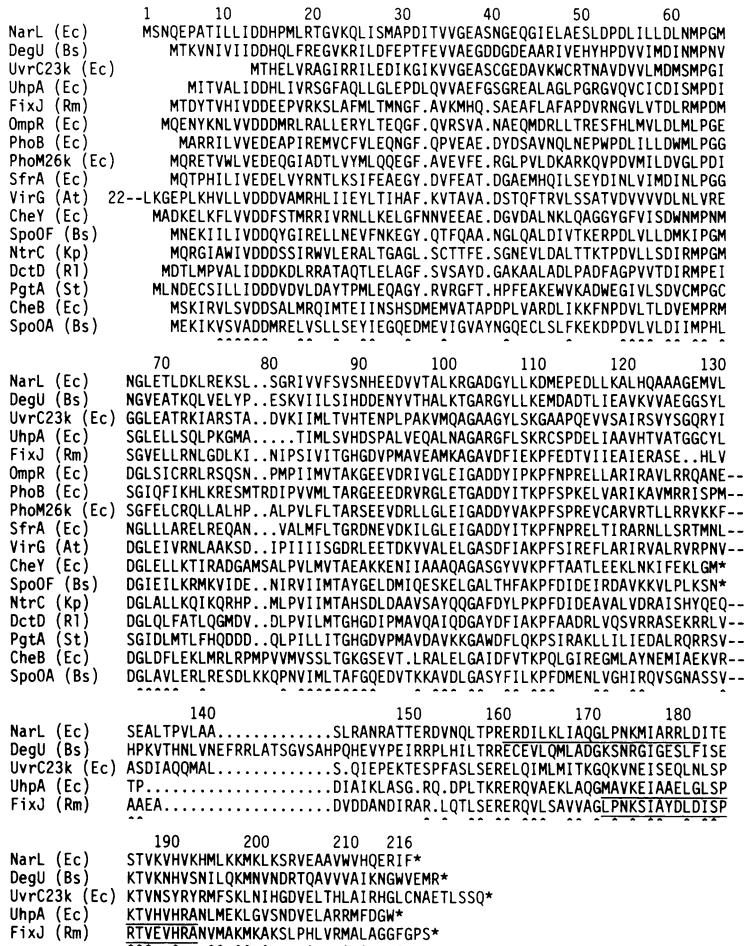 1 10 20 30 40 50 60
NarL (Ec) MSNQEPATILLIDDHPMLRTGVKQLISMAPDITVVGEASNGEQGIELAESLDPDLILLDLNMPGM
DegU (Bs) MTKVNIVIIDDHQLFREGVKRILDFEPTFEVVAEGDDGDEAARIVEHYHPDVVIMDINMPNV
UvrC23k (Ec) MTHELVRAGIRRILEDIKGIKVVGEASCGEDAVKWCRTNAVDVVLMDMSMPGI
UhpA (Ec) MITVALIDDHLIVRSGFAQLLGLEPDLQVVAEFGSGREALAGLPGRGVQVCICDISMPDI
FixJ (Rm) MTDYTVHIVDDEEPVRKSLAFMLTMNGF.AVKMHQ.SAEAFLAFAPDVRNGVLVTDLRMPDM
OmpR (Ec) MQENYKNLVVDDDMRLRALLERYLTEQGF.QVRSVA.NAEQMDRLLTRESFHLMVLDLMLPGE
PhoB (Ec) MARRILVVEDEAPIREMVCFVLEQNGF.QPVEAE.DYDSAVNQLNEPWPDLILLDWMLPGG
PhoM26k (Ec) MQRETVWLVEDEQGIADTLVYMLQQEGF.AVEVFE.RGLPVLDKARKQVPDVMILDVGLPDI
SfrA (Ec) MQTPHILIVEDELVYRNTLKSIFEAEGY.DVFEAT.DGAEMHQILSEYDINLVIMDINLPGG
VirG (At) 22--LKGEPLKHVLLVDDDVAMRHLIIEYLTIHAF.KVTAVA.DSTQFTRVLSSATVDVVVVDLNLVRE
CheY (Ec) MADKELKFLVVDDFSTMRRIVRNLLKELGFNNVEEAE.DGVDALNKLQAGGYGFVISDWNMPNM
SpoOF (Bs) MNEKIILIVDDQYGIRELLNEVFNKEGY.QTFQAA.NGLQALDIVTKERPDLVLLDMKIPGM
NtrC (Kp) MQRGIAWIVDDDSSIRWVLERALTGAGL.SCTTFE.SGNEVLDALTTKTPDVLLSDIRMPGM
DctD (Rl) MDTLMPVALIDDDKDLRRATAQTLELAGF.SVSAYD.GAKAALADLPADFAGPVVTDIRMPEI
PgtA (St) MLNDECSILLIDDDVDVLDAYTPMLEQAGY.RVRGFT.HPFEAKEWVKADWEGIVLSDVCMPGC
CheB (Ec) MSKIRVLSVDDSALMRQIMTEIINSHSDMEMVATAPDPLVARDLIKKFNPDVLTLDVEMPRM
SpoOA (Bs) MEKIKVSVADDMRELVSLLSEYIEGQEDMEVIGVAYNGQECLSLFKEKDPDVLVLDIIMPHL
70 80 90 100 110 120 130
NarL (Ec) NGLETLDKLREKSL..SGRIVVFSVSNHEEDVVTALKRGADGYLLKDMEPEDLLKALHQAAAGEMVL
DegU (Bs) NGVEATKQLVELYP..ESKVIILSIHDDENYVTHALKTGARGYLLKEMDADTLIEAVKVVAEGGSYL
UvrC23k (Ec) GGLEATRKIARSTA..DVKIIMLTVHTENPLPAKVMQAGAAGYLSKGAAPQEVVSAIRSVYSGQRYI
UhpA (Ec) SGLELLSQLPKGMA.....TIMLSVHDSPALVEQALNAGARGFLSKRCSPDELIAAVHTVATGGCYL
FixJ (Rm) SGVELLRNLGDLKI..NIPSIVITGHGDVPMAVEAMKAGAVDFIEKPFEDTVIIEAIERASE..HLV
OmpR (Ec) DGLSICRRLRSQSN..PMPIIMVTAKGEEVDRIVGLEIGADDYIPKPFNPRELLARIRAVLRRQANE--
PhoB (Ec) SGIQFIKHLKRESMTRDIPVVMLTARGEEEDRVRGLETGADDYITKPFSPKELVARIKAVMRRISPM--
PhoM26k (Ec) SGFELCRQLLALHP..ALPVLFLTARSEEVDRLLGLEIGADDYVAKPFSPREVCARVRTLLRRVKKF--
SfrA (Ec) NGLLLARELREQAN...VALMFLTGRDNEVDKILGLEIGADDYITKPFNPRELTIRARNLLSRTMNL--
VirG (At) DGLEIVRNLAAKSD..IPIIIISGDRLEETDKVVALELGASDFIAKPFSIREFLARIRVALRVRPNV--
CheY (Ec) DGLELLKTIRADGAMSALPVLMVTAEAKKENIIAAAQAGASGYVVKPFTAATLEEKLNKIFEKLGM*
SpoOF (Bs) DGIEILKRMKVIDE..NIRVIIMTAYGELDMIQESKELGALTHFAKPFDIDEIRDAVKKVLPLKSN*
NtrC (Kp) DGLALLKQIKQRHP..MLPVIIMTAHSDLDAAVSAYQQGAFDYLPKPFDIDEAVALVDRAISHYQEQ--
DctD (Rl) DGLQLFATLQGMDV..DLPVILMTGHGDIPMAVQAIQDGAYDFIAKPFAADRLVQSVRRASEKRRLV--
PgtA (St) SGIDLMTLFHQDDD..QLPILLITGHGDVPMAVDAVKKGAWDFLQKPSIRAKLLILIEDALRQRRSV--
CheB (Ec) DGLDFLEKLMRLRPMPVVMVSSLTGKGSEVT.LRALELGAIDFVTKPQLGIREGMLAYNEMIAEKVR--
SpoOA (Bs) DGLAVLERLRESDLKKQPNVIMLTAFGQEDVTKKAVDLGASYFILKPFDMENLVGHIRQVSGNASSV--
140 150 160 170 180
NarL (Ec) SEALTPVLAA.............SLRANRATTERDVNQLTPRERDILKLIAQGLPNKMIARRLDITE
DegU (Bs) HPKVTHNLVNEFRRLATSGVSAHPQHEVYPEIRRPLHILTRRECEVLQMLADGKSNRGIGESLFISE
UvrC23k (Ec) ASDIAQQMAL.............S.QIEPEKTESPFASLSERELQIMLMITKGQKVNEISEQLNLSP
UhpA (Ec) TP.....................DIAIKLASG.RQ.DPLTKRERQVAEKLAQGMAVKEIAAELGLSP
FixJ (Rm) AAEA...................DVDDANDIRAR.LQTLSERERQVLSAVVAGLPNKSIAYDLDISP
190 200 210 216
NarL (Ec) STVKVHVKHMLKKMKLKSRVEAAVWVHQERIF*
DegU (Bs) KTVKNHVSNILQKMNVNDRTQAVVVAIKNGWVEMR*
UvrC23k (Ec) KTVNSYRYRMFSKLNIHGDVELTHLAIRHGLCNAETLSSQ*
UhpA (Ec) KTVHVHRANLMEKLGVSNDVELARRMFDGW*
FixJ (Rm) RTVEVHRANVMAKMKAKSLPHLVRMALAGGFGPS*